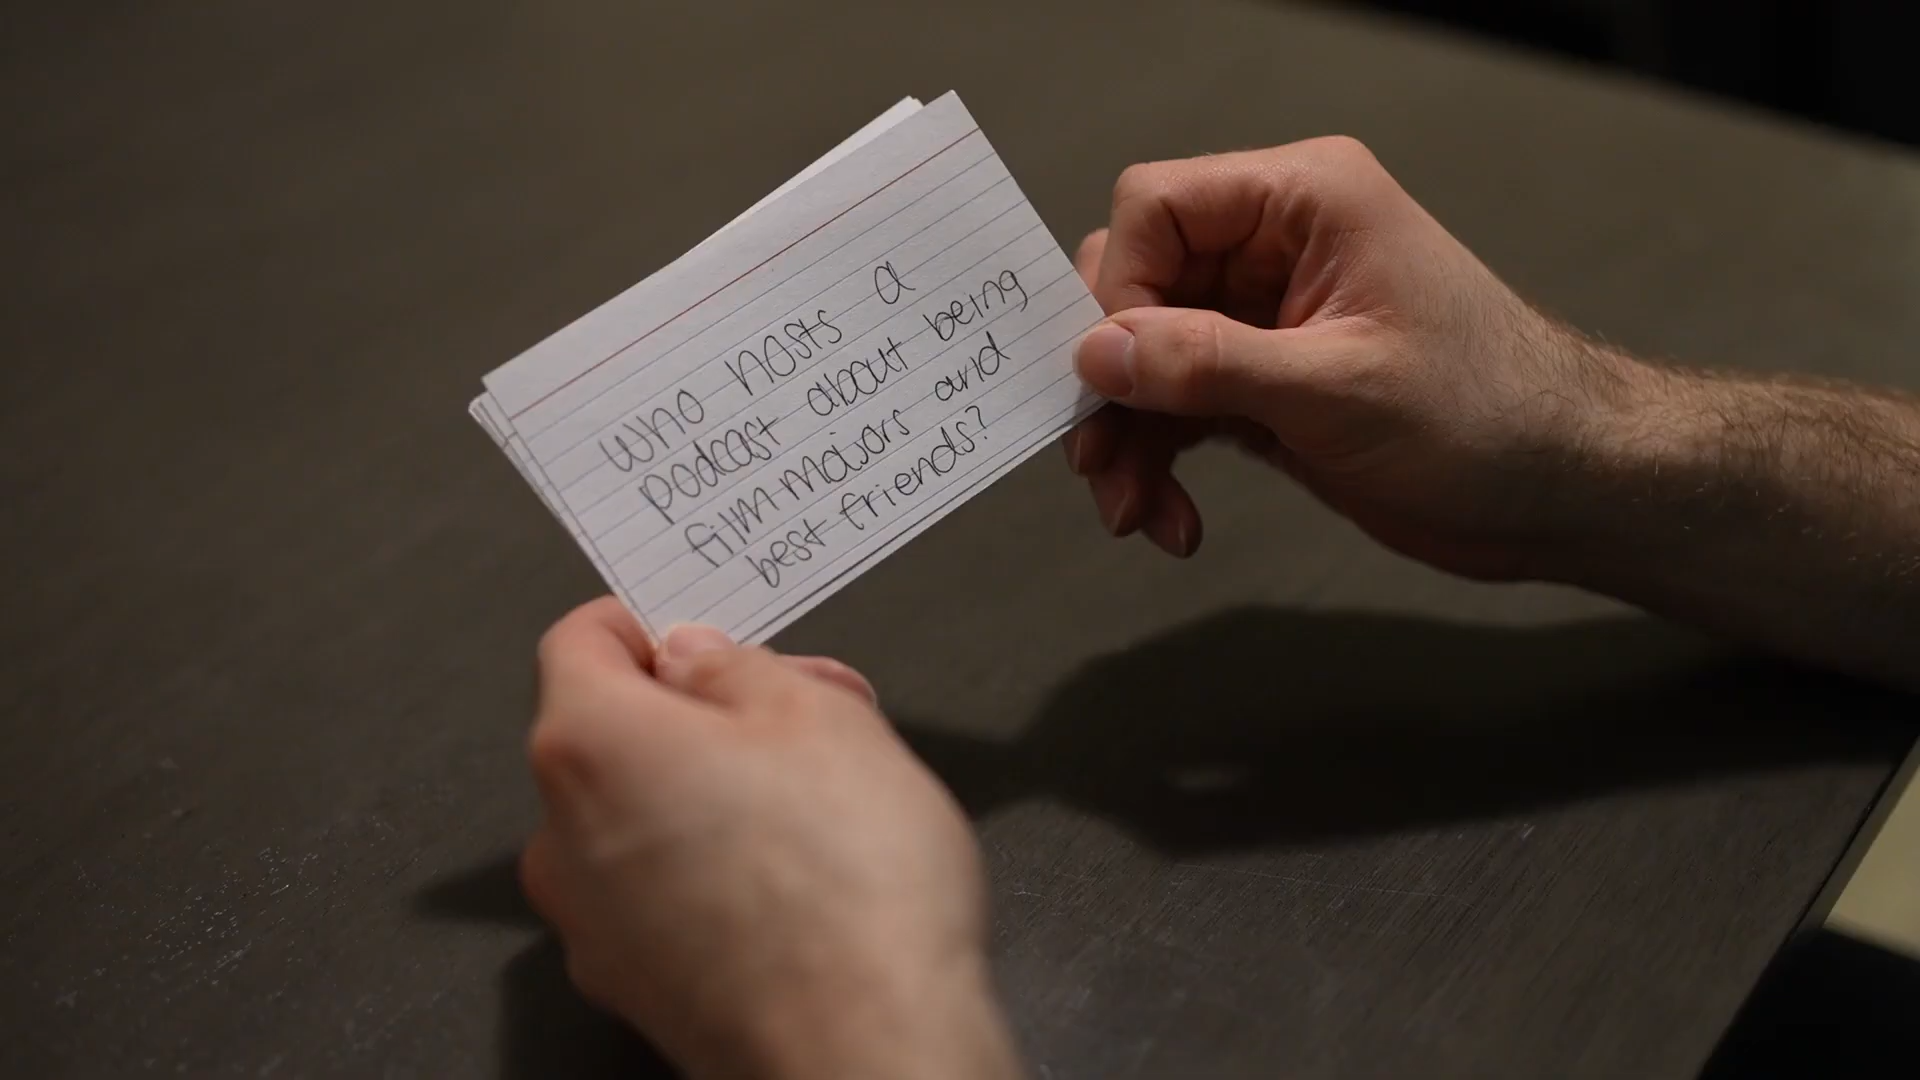 who hosts a
podcast about being
film majors and
best friends?